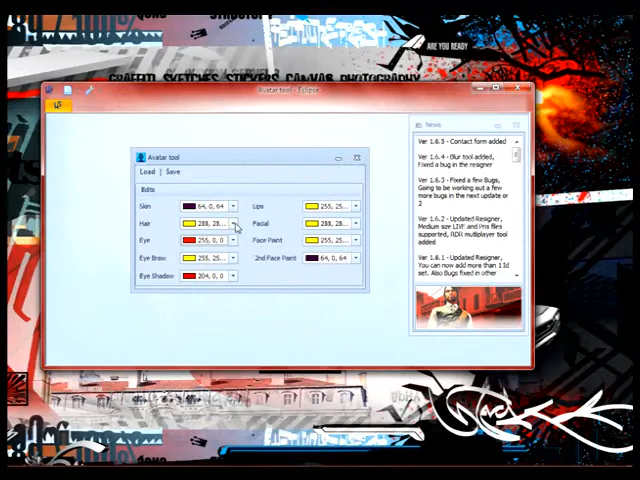 ARE YOU READY
GRAFFITI SKETCHES STICKERS CANVAS PHOTOGRAPHY
Avatar tool - Eclipse
News
Ver 1.6.5 - Contact form added
Ver 1.6.4 - Blur tool added,
Fixed a bug in the resigner
Ver 1.6.3 - Fixed a few Bugs,
Going to be working out a few
more bugs in the next update or
2
Ver 1.6.2 - Updated Resigner,
Medium size LIVE and Pris files
supported, RDR multiplayer tool
added
Ver 1.6.1 - Updated Resigner,
You can now add more than 1 Id
set. Also Bugs fixed in other
Avatar tool
Load | Save
Edits
Skin 64, 0, 64 Lips 255, 25...
Hair Facial
Eye 255, 0, 0 Face Paint 255, 25...
Eye Brow 255, 25... 2nd Face Paint 64, 0, 64
Eye Shadow 204, 0, 0